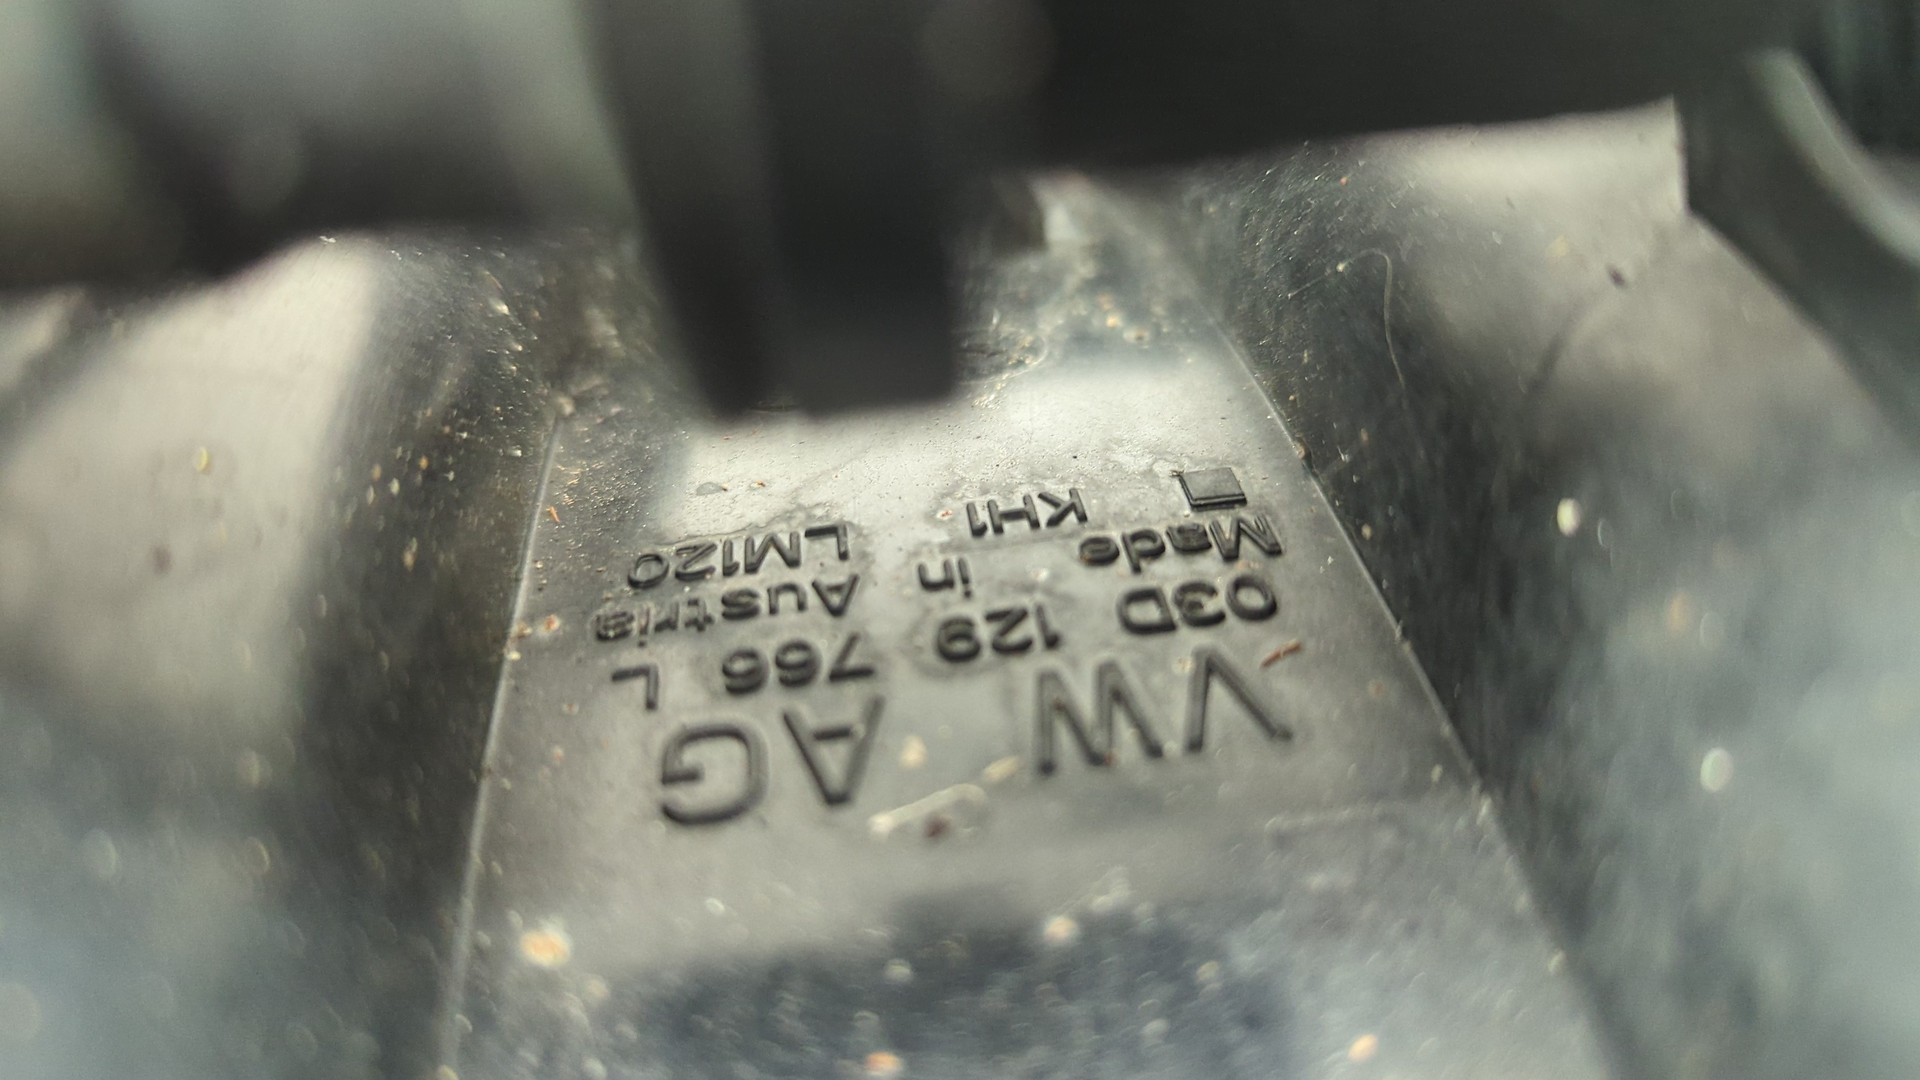 VW AG
03D 129 766 L
Made in Austria
KH1 LM120